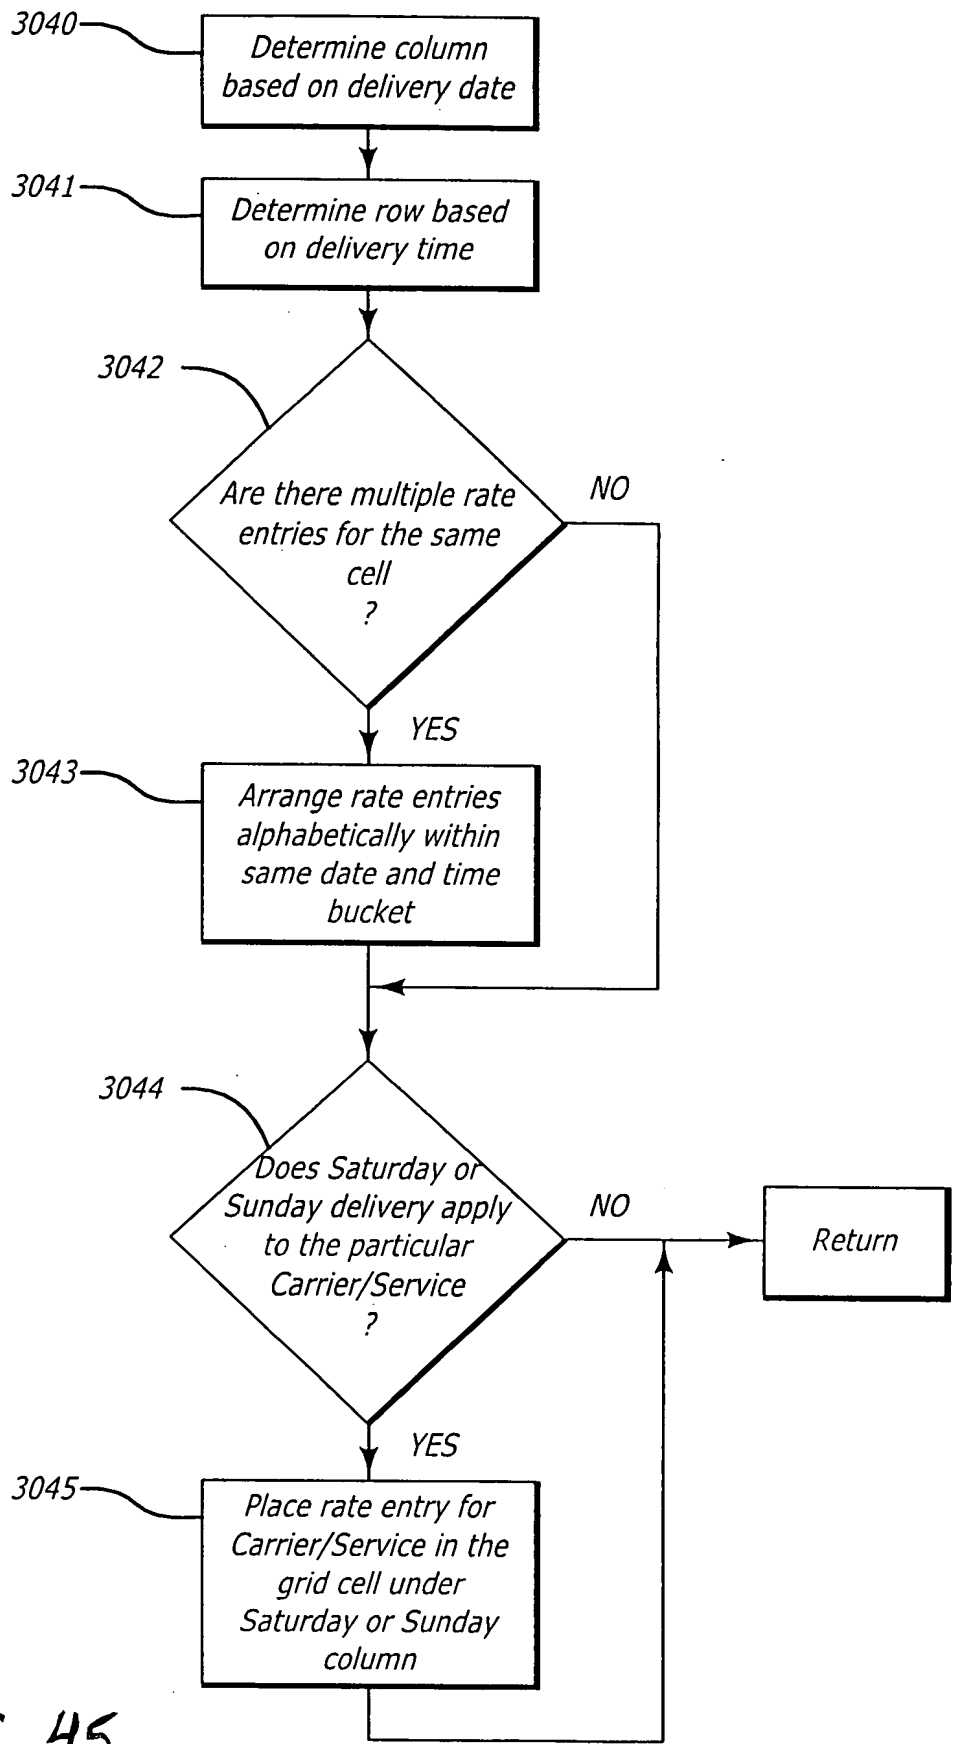 3040
Determine column
based on delivery date
3041
Determine row based
on delivery time
3042
Are there multiple rate
entries for the same
cell
?
NO
YES
3043
Arrange rate entries
alphabetically within
same date and time
bucket
3044
Does Saturday or
Sunday delivery apply
to the particular
Carrier/Service
?
NO
Return
YES
3045
Place rate entry for
Carrier/Service in the
grid cell under
Saturday or Sunday
column
45